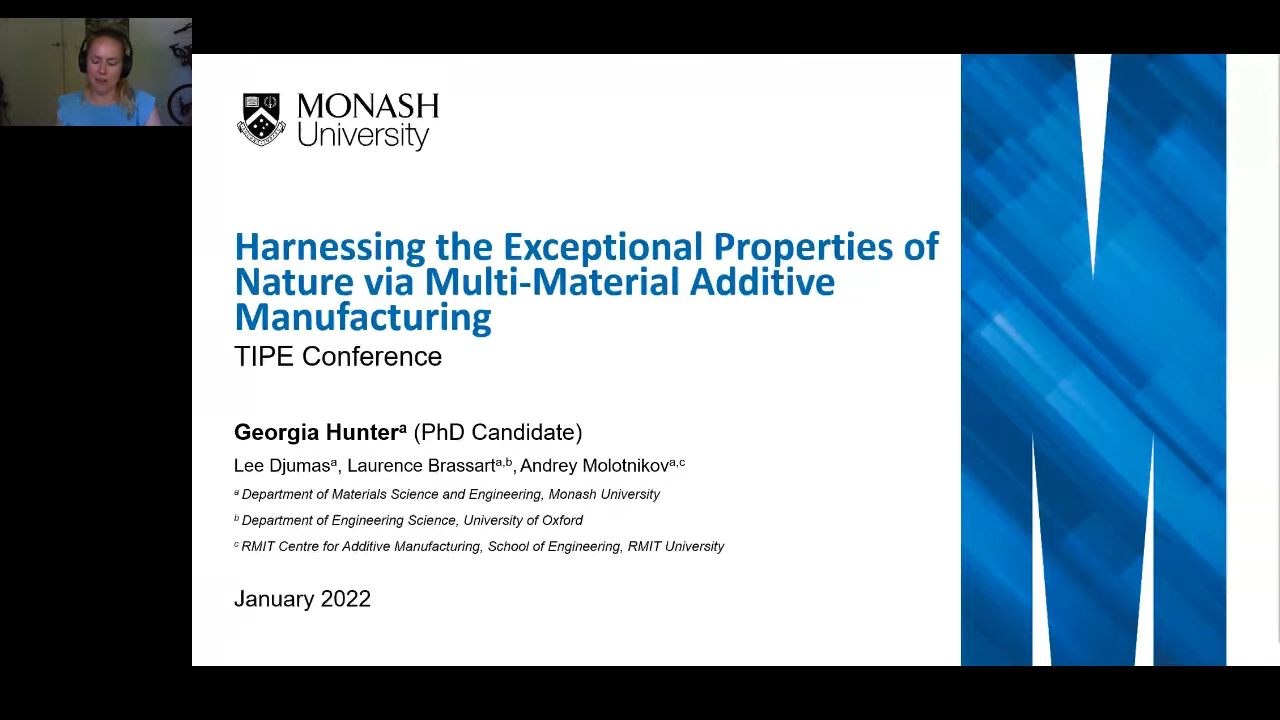 MONASH
University
Harnessing the Exceptional Properties of
Nature via Multi-Material Additive
Manufacturing
TIPE Conference
Georgia Hunterᵃ (PhD Candidate)
Lee Djumasᵃ, Laurence Brassartᵃ,ᵇ, Andrey Molotnikovᵃ,ᶜ
ᵃ Department of Materials Science and Engineering, Monash University
ᵇ Department of Engineering Science, University of Oxford
ᶜ RMIT Centre for Additive Manufacturing, School of Engineering, RMIT University
January 2022